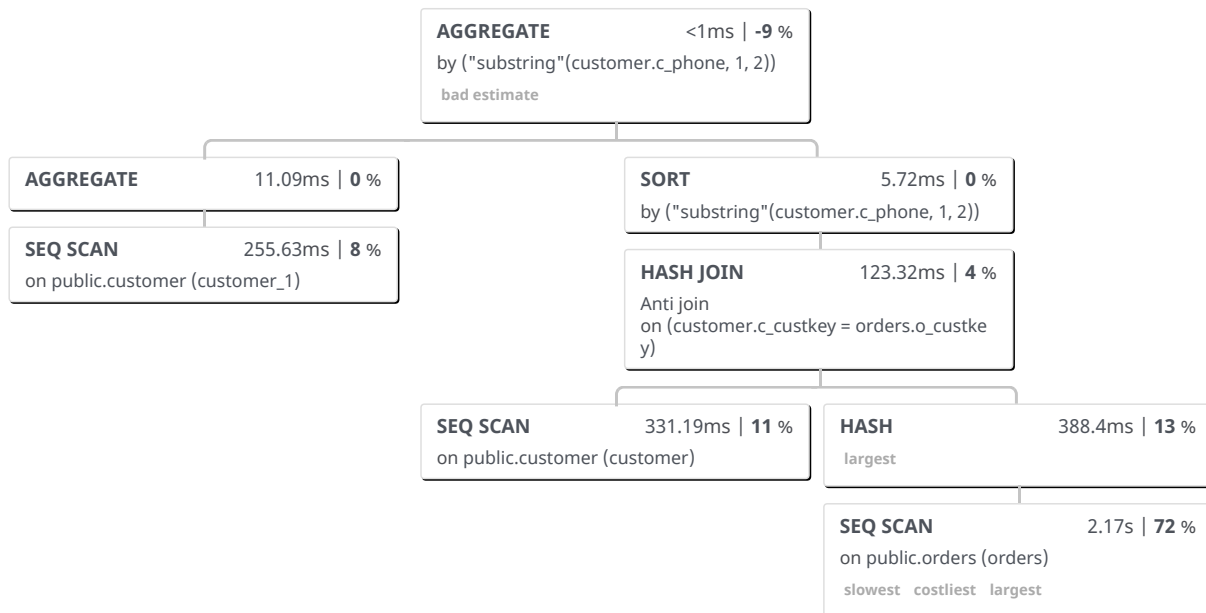 AGGREGATE <1ms | -9 %
by ("substring"(customer.c_phone, 1, 2))
bad estimate
AGGREGATE 11.09ms | 0 %
SEQ SCAN 255.63ms | 8 %
on public.customer (customer_1)
SORT 5.72ms | 0 %
by ("substring"(customer.c_phone, 1, 2))
HASH JOIN 123.32ms | 4 %
Anti join
on (customer.c_custkey = orders.o_custke
y)
SEQ SCAN 331.19ms | 11 %
on public.customer (customer)
HASH 388.4ms | 13 %
largest
SEQ SCAN 2.17s | 72 %
on public.orders (orders)
slowest costliest largest